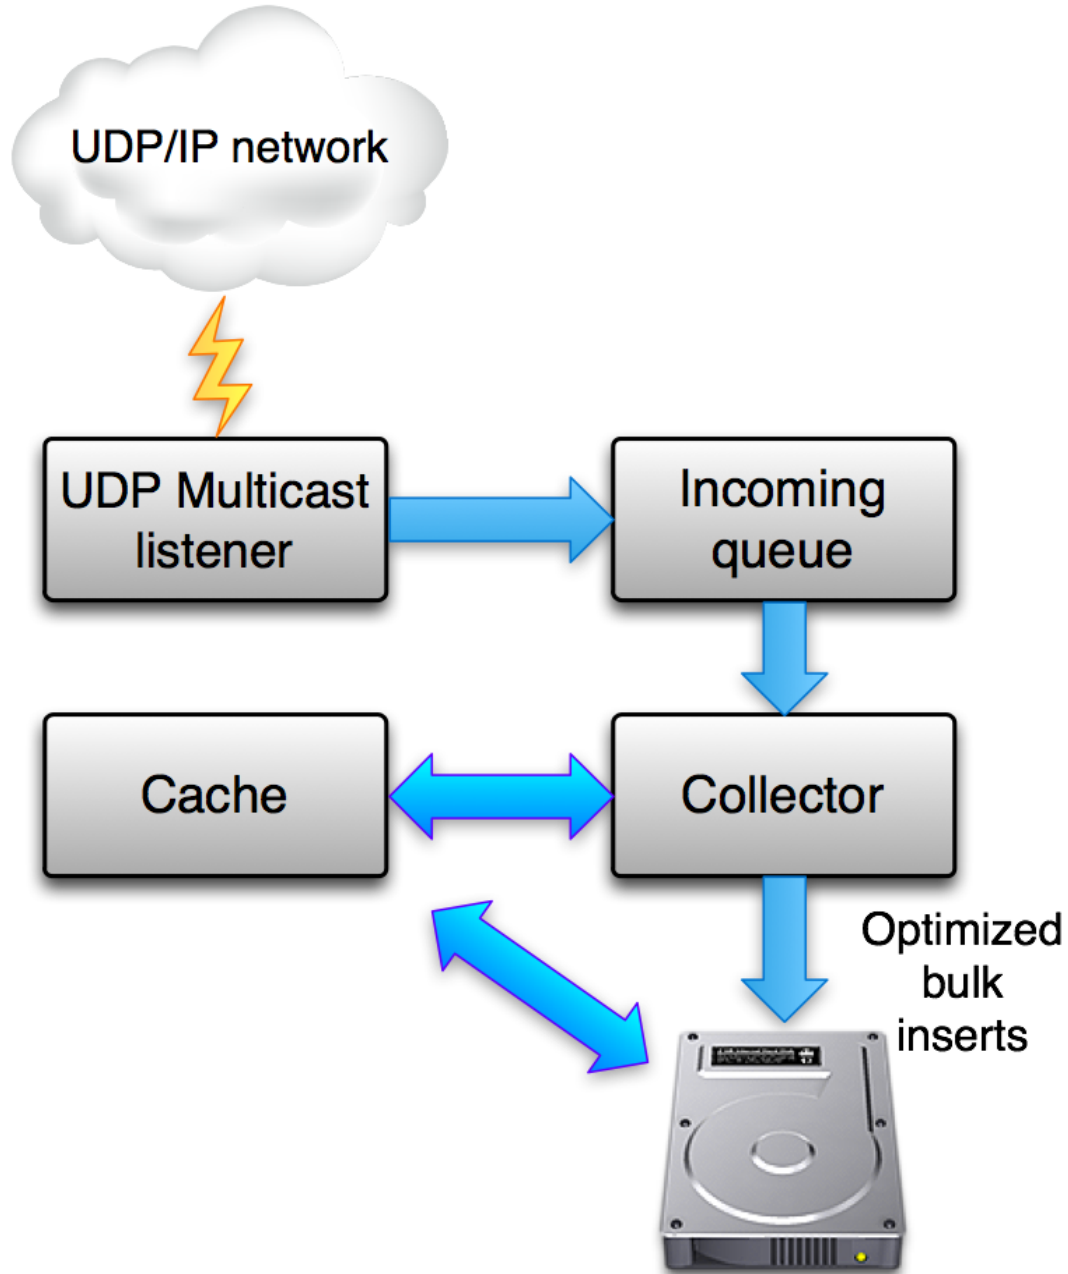 UDP/IP network
UDP Multicast
listener
Incoming
queue
Cache
Collector
Optimized
bulk
inserts